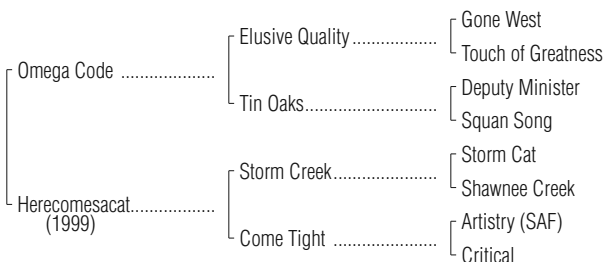 Gone West
Elusive Quality..................
Touch of Greatness
Omega Code ....................
Deputy Minister
Tin Oaks............................
Squan Song
Storm Cat
Storm Creek......................
Shawnee Creek
Herecomesacat..................
(1999)
Artistry (SAF)
Come Tight ......................
Critical